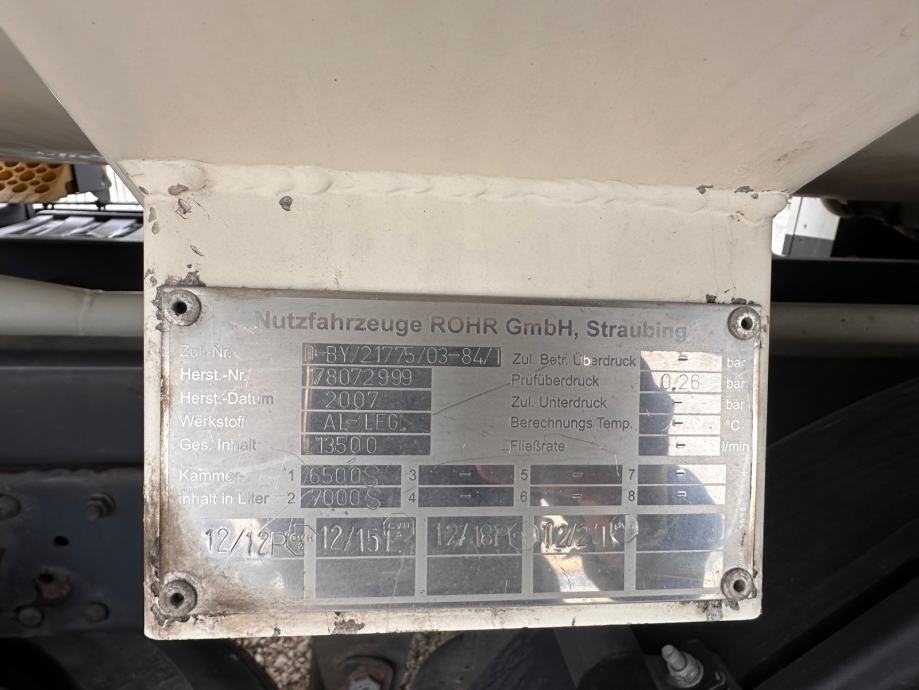 Nutzfahrzeuge ROHR GmbH, Straubing
Zul.-Nr. D-BY/21775/03-84/1 Zul. Betr. Überdruck - bar
Herst.-Nr. 78072999 Prüfüberdruck 0,26 bar
Herst.-Datum 2007 Zul. Unterdruck - bar
Werkstoff AL-LEG. Berechnungs Temp. - °C
Ges. Inhalt 13500 Fließrate - l/min
Kammer- 1 6500S 3 - 5 - 7 -
inhalt in Liter 2 7000S 4 - 6 - 8 -
12/12P 12/15 12/18 12/21